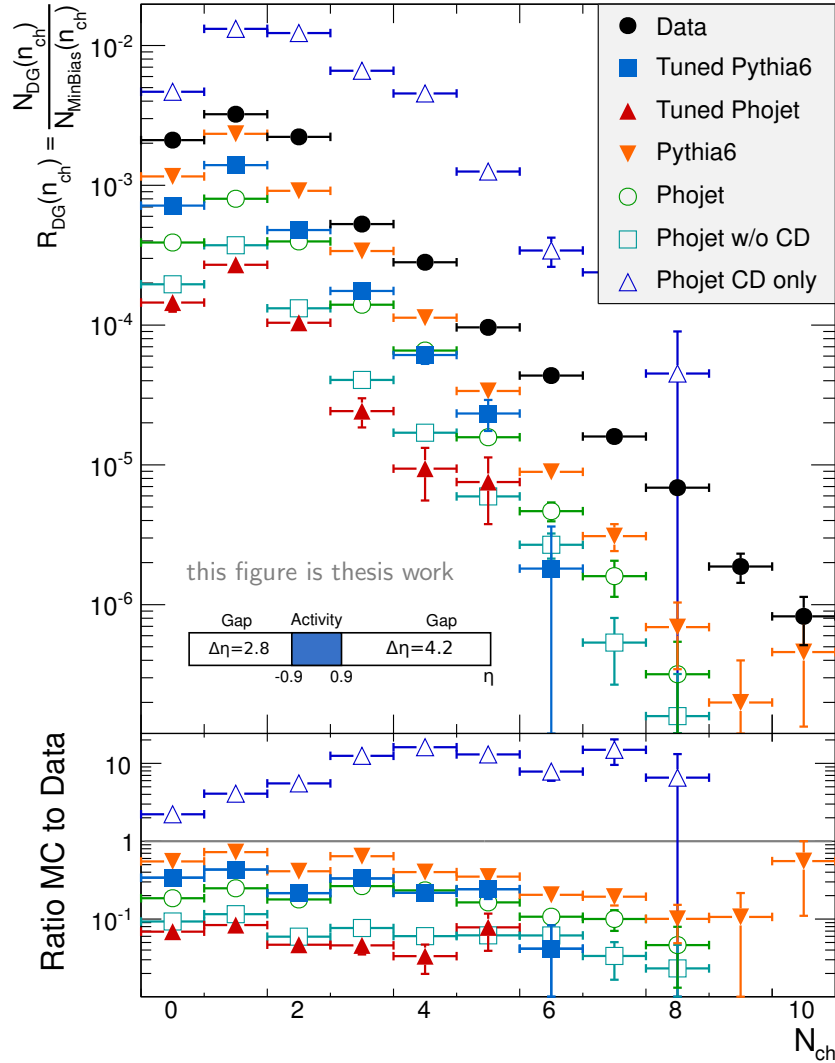 R_DG(n_ch) = N_DG(n_ch) / N_MinBias(n_ch)
10^-2
10^-3
10^-4
10^-5
10^-6
Data
Tuned Pythia6
Tuned Phojet
Pythia6
Phojet
Phojet w/o CD
Phojet CD only
this figure is thesis work
Gap Activity Gap
Δη=2.8 Δη=4.2
-0.9 0.9 η
Ratio MC to Data
10
1
10^-1
0 2 4 6 8 10
N_ch